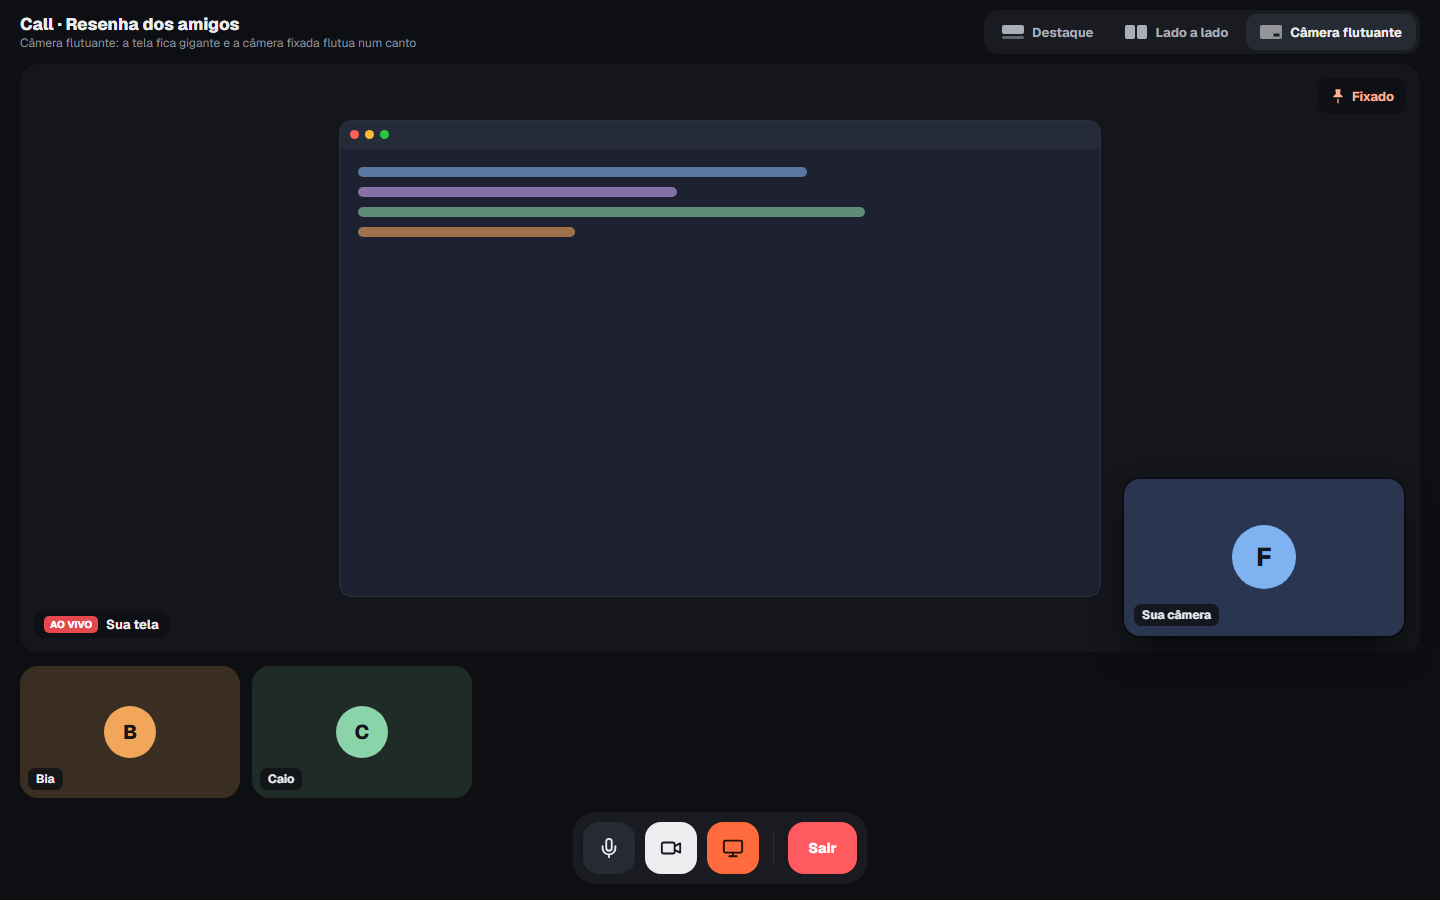 Call · Resenha dos amigos
Câmera flutuante: a tela fica gigante e a câmera fixada flutua num canto
Destaque
Lado a lado
Câmera flutuante
Fixado
F
Sua câmera
AO VIVO Sua tela
B
Bia
C
Caio
Sair